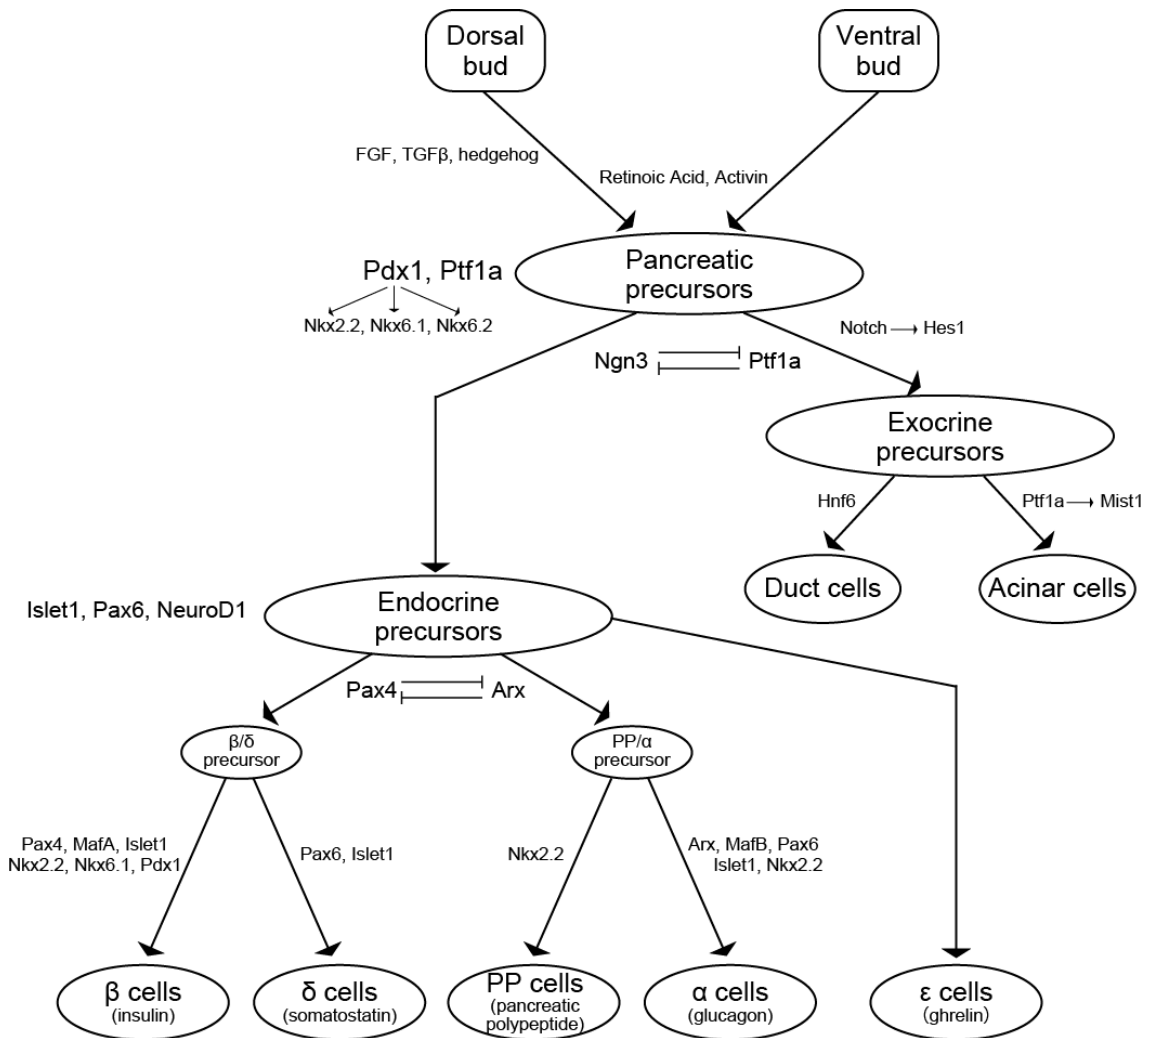 Dorsal
bud
Ventral
bud
FGF, TGFβ, hedgehog
Retinoic Acid, Activin
Pancreatic
precursors
Pdx1, Ptf1a
Nkx2.2, Nkx6.1, Nkx6.2
Notch → Hes1
Ngn3
Ptf1a
Exocrine
precursors
Hnf6
Ptf1a → Mist1
Duct cells
Acinar cells
Islet1, Pax6, NeuroD1
Endocrine
precursors
Pax4
Arx
β/δ
precursor
PP/α
precursor
Pax4, MafA, Islet1
Nkx2.2, Nkx6.1, Pdx1
Pax6, Islet1
Nkx2.2
Arx, MafB, Pax6
Islet1, Nkx2.2
β cells
(insulin)
δ cells
(somatostatin)
PP cells
(pancreatic
polypeptide)
α cells
(glucagon)
ε cells
(ghrelin)